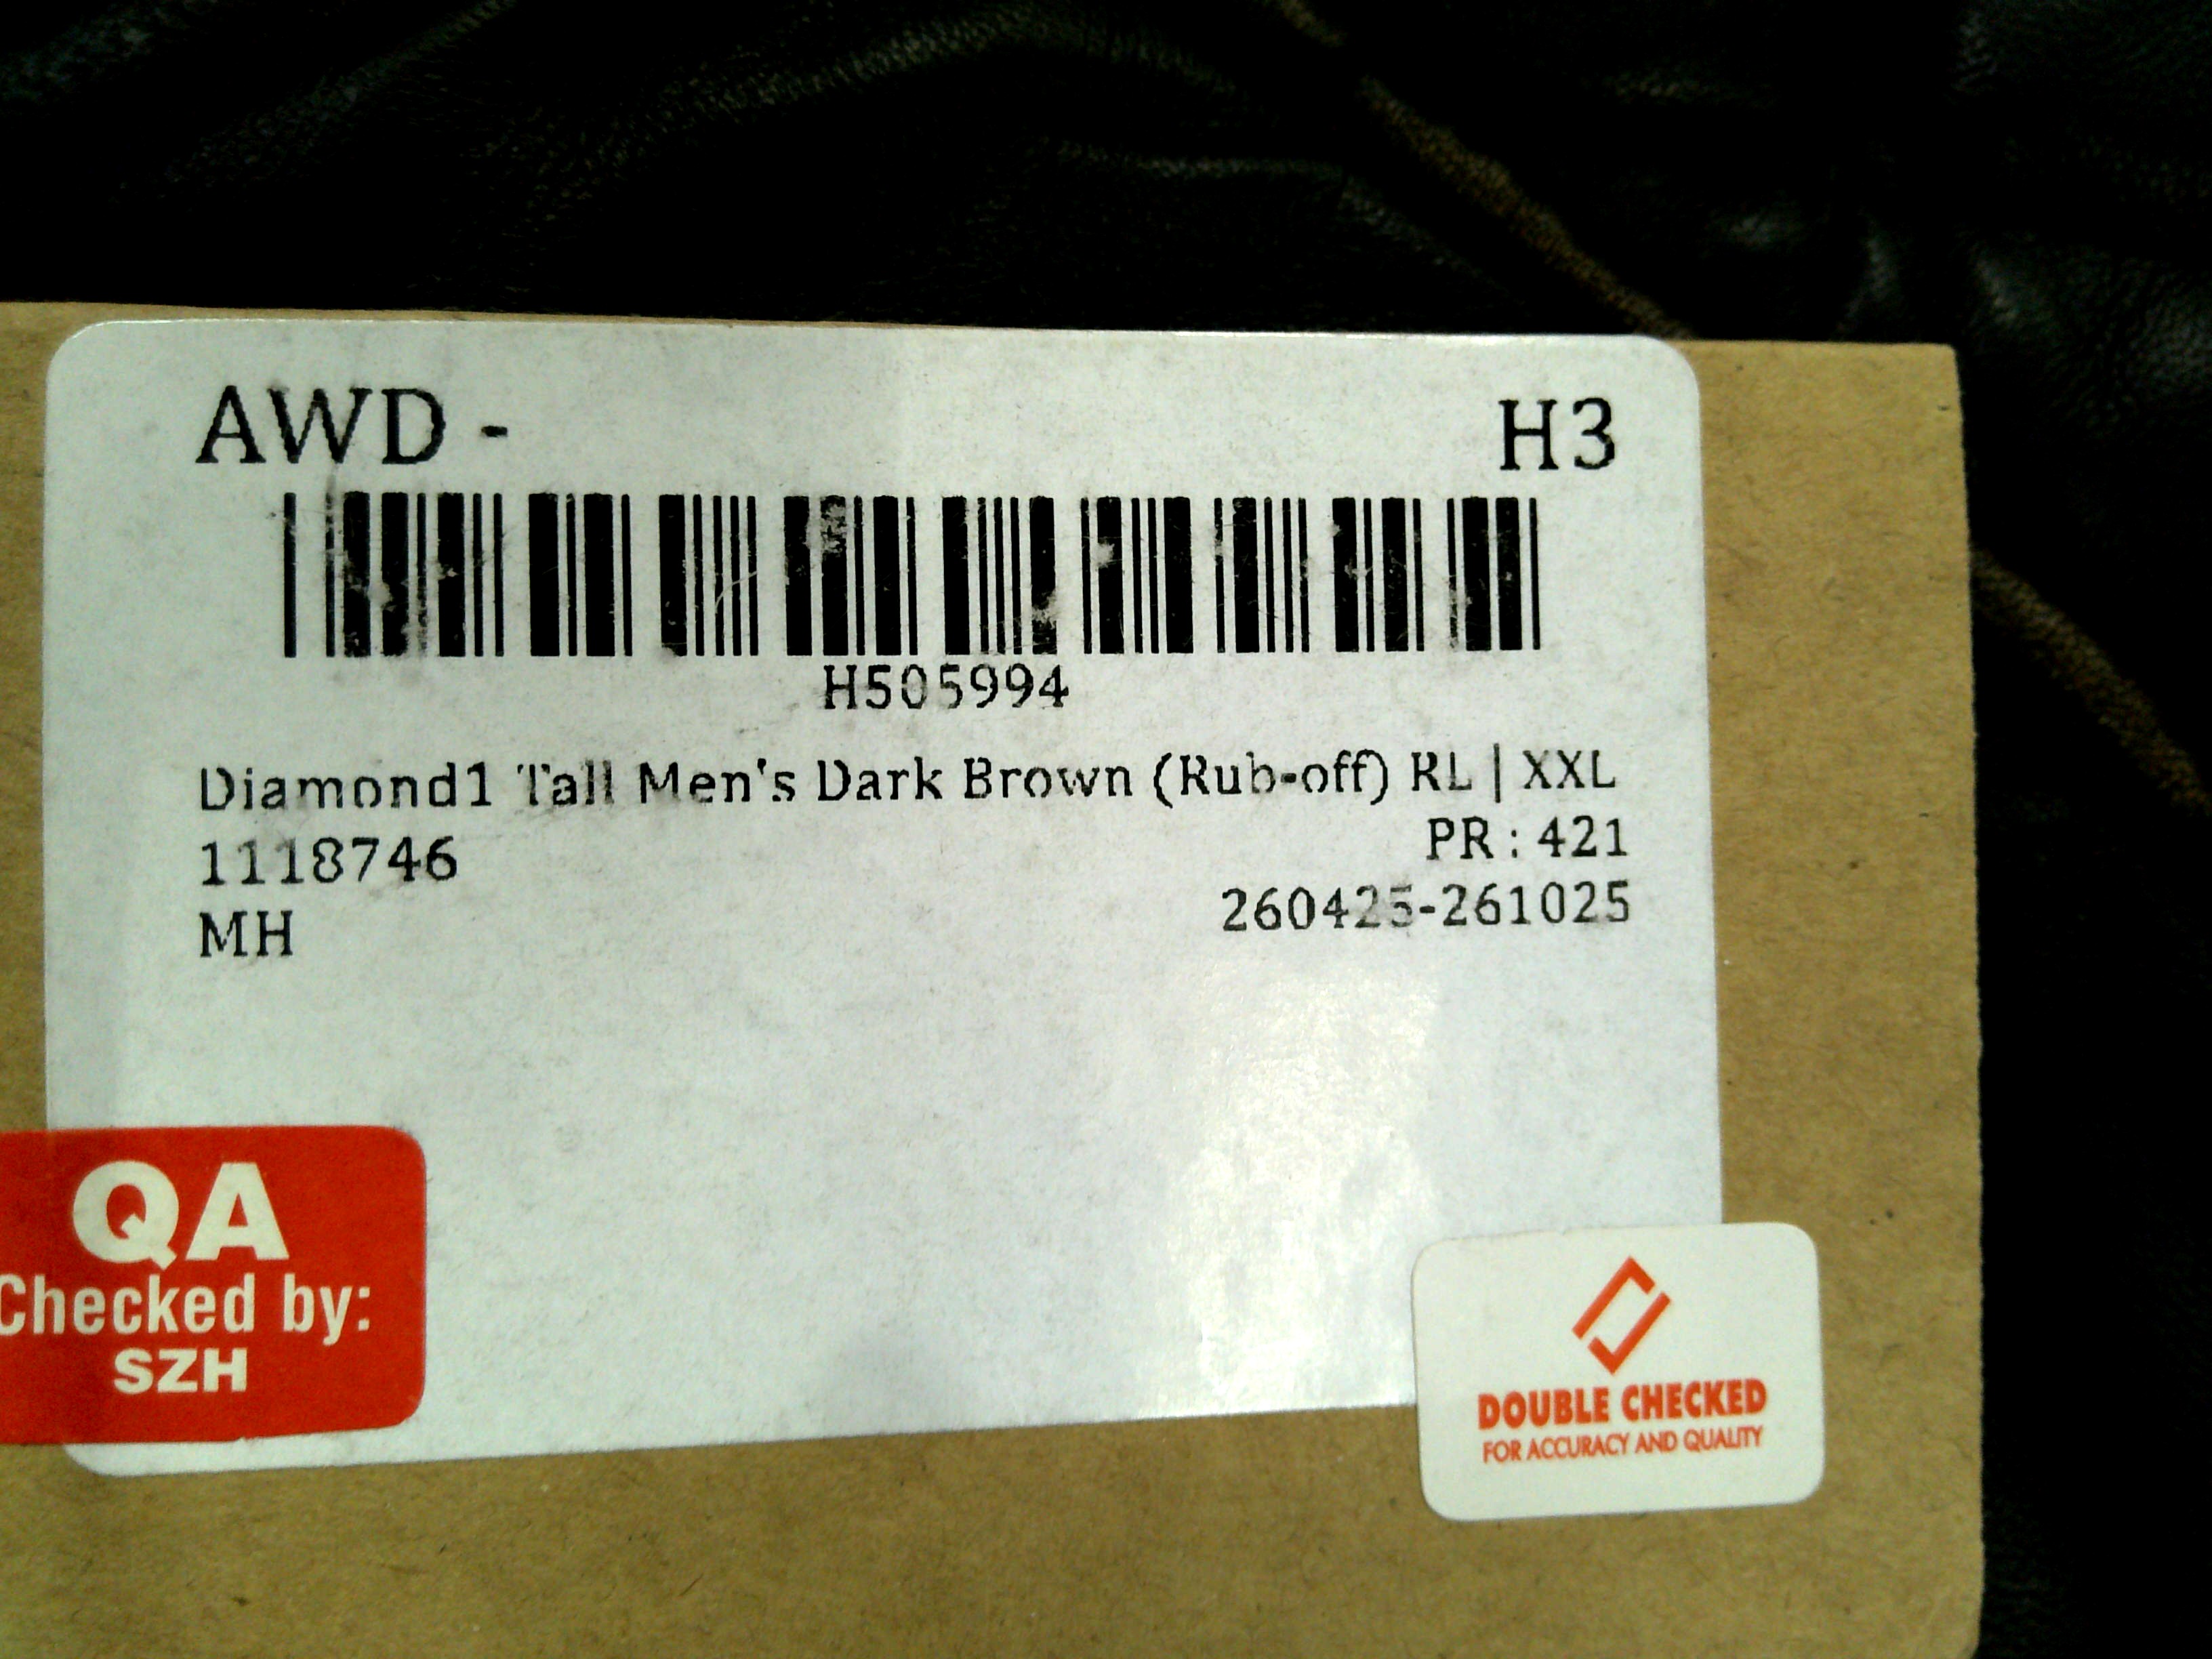 AWD - H3
H505994
Diamond1 Tall Men's Dark Brown (Rub-off) RL | XXL
1118746 PR : 421
MH 260425-261025
QA
Checked by:
SZH
DOUBLE CHECKED
FOR ACCURACY AND QUALITY